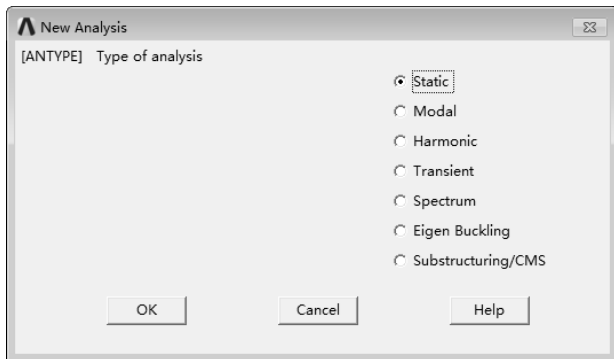 New Analysis
[ANTYPE] Type of analysis
Static
Modal
Harmonic
Transient
Spectrum
Eigen Buckling
Substructuring/CMS
OK Cancel Help